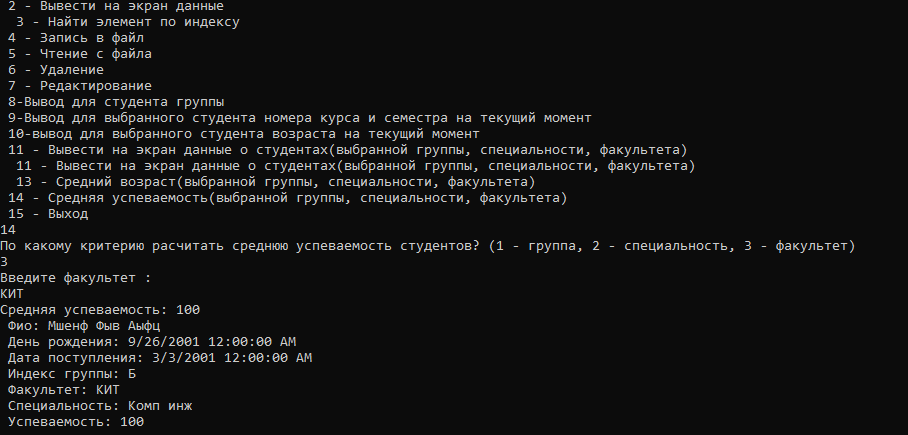 2 - Вывести на экран данные
3 - Найти элемент по индексу
4 - Запись в файл
5 - Чтение с файла
6 - Удаление
7 - Редактирование
8-Вывод для студента группы
9-Вывод для выбранного студента номера курса и семестра на текущий момент
10-вывод для выбранного студента возраста на текущий момент
11 - Вывести на экран данные о студентах(выбранной группы, специальности, факультета)
11 - Вывести на экран данные о студентах(выбранной группы, специальности, факультета)
13 - Средний возраст(выбранной группы, специальности, факультета)
14 - Средняя успеваемость(выбранной группы, специальности, факультета)
15 - Выход
14
По какому критерию расчитать среднюю успеваемость студентов? (1 - группа, 2 - специальность, 3 - факультет)
3
Введите факультет :
КИТ
Средняя успеваемость: 100
Фио: Мшенф Фыв Аыфц
День рождения: 9/26/2001 12:00:00 AM
Дата поступления: 3/3/2001 12:00:00 AM
Индекс группы: Б
Факультет: КИТ
Специальность: Комп инж
Успеваемость: 100